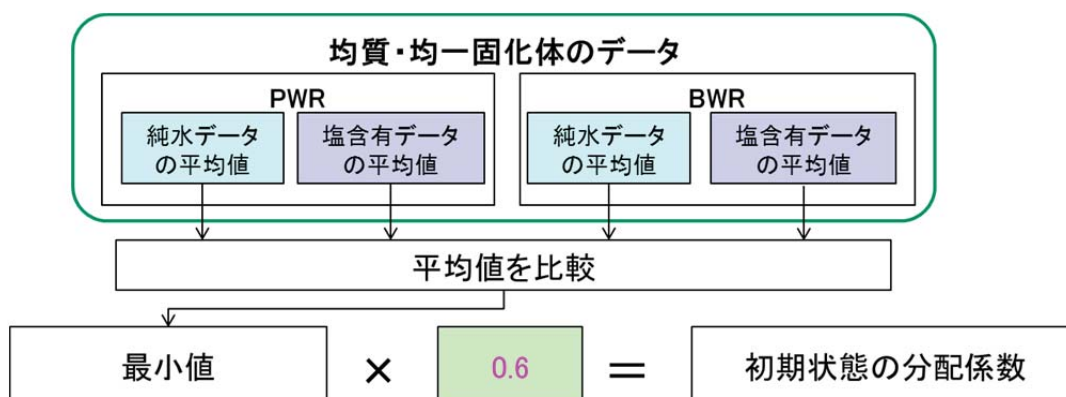 均質・均一固化体のデータ
PWR
BWR
純水データ
の平均値
塩含有データ
の平均値
純水データ
の平均値
塩含有データ
の平均値
平均値を比較
最小値
×
0.6
=
初期状態の分配係数